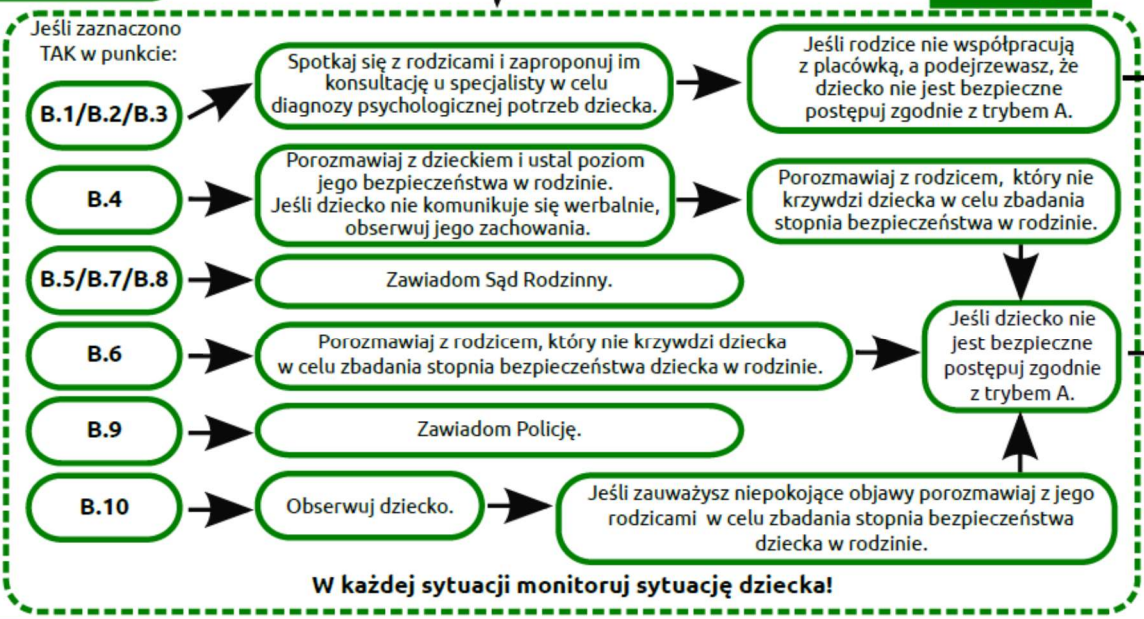 Jeśli zaznaczono
TAK w punkcie:
B.1/B.2/B.3
Spotkaj się z rodzicami i zaproponuj im
konsultację u specjalisty w celu
diagnozy psychologicznej potrzeb dziecka.
Jeśli rodzice nie współpracują
z placówką, a podejrzewasz, że
dziecko nie jest bezpieczne
postępuj zgodnie z trybem A.
B.4
Porozmawiaj z dzieckiem i ustal poziom
jego bezpieczeństwa w rodzinie.
Jeśli dziecko nie komunikuje się werbalnie,
obserwuj jego zachowania.
Porozmawiaj z rodzicem, który nie
krzywdzi dziecka w celu zbadania
stopnia bezpieczeństwa w rodzinie.
B.5/B.7/B.8
Zawiadom Sąd Rodzinny.
B.6
Porozmawiaj z rodzicem, który nie krzywdzi dziecka
w celu zbadania stopnia bezpieczeństwa dziecka w rodzinie.
Jeśli dziecko nie
jest bezpieczne
postępuj zgodnie
z trybem A.
B.9
Zawiadom Policję.
B.10
Obserwuj dziecko.
Jeśli zauważysz niepokojące objawy porozmawiaj z jego
rodzicami w celu zbadania stopnia bezpieczeństwa
dziecka w rodzinie.
W każdej sytuacji monitoruj sytuację dziecka!